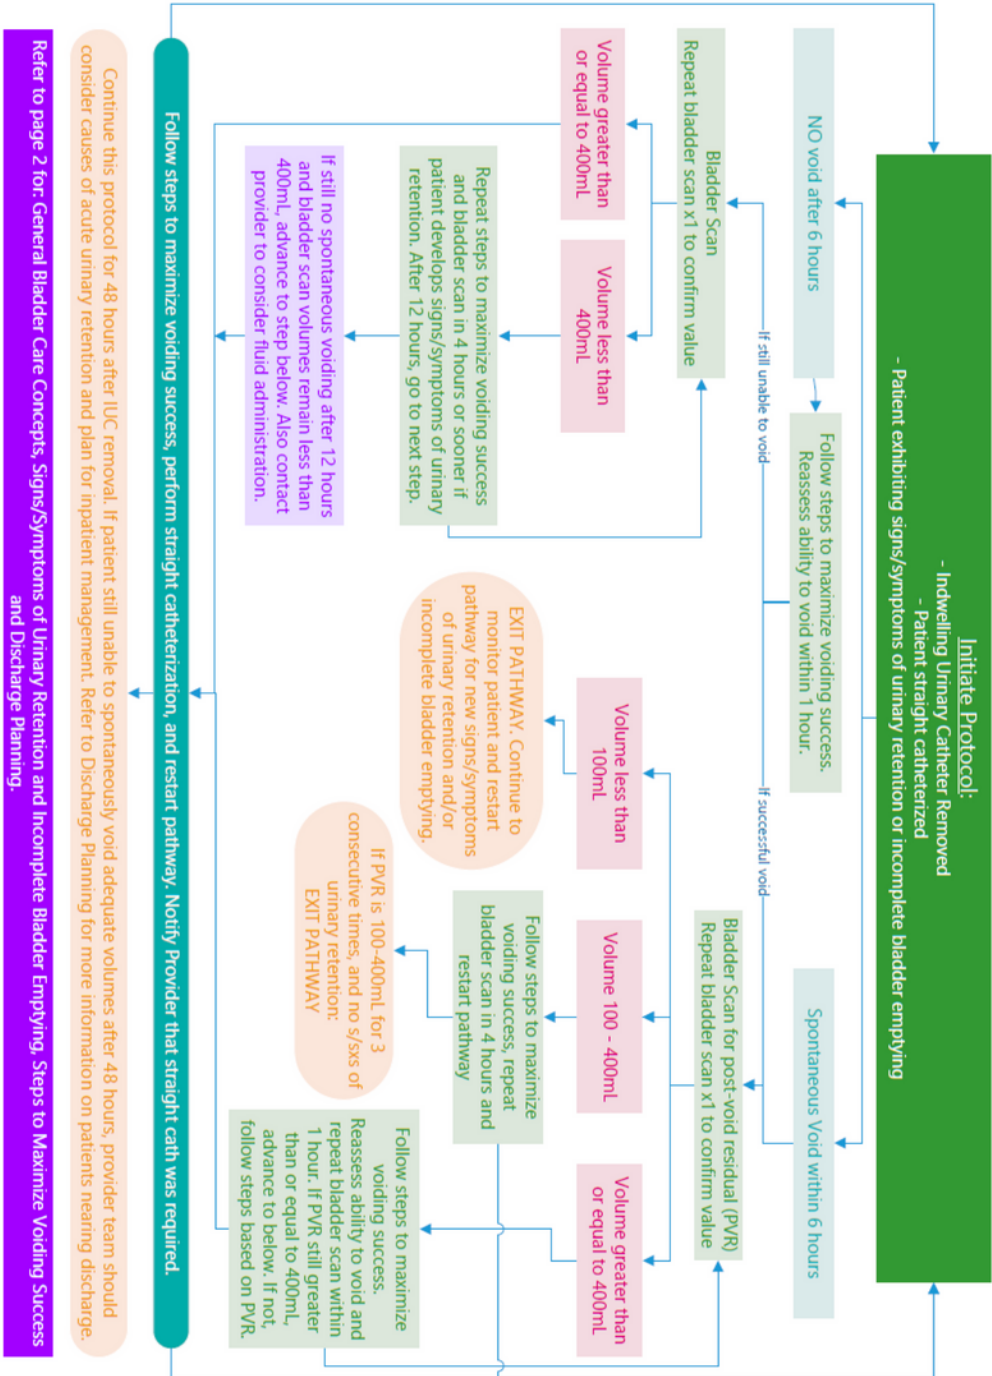 Initiate Protocol:
- Indwelling Urinary Catheter Removed
- Patient straight catheterized
- Patient exhibiting signs/symptoms of urinary retention or incomplete bladder emptying
NO void after 6 hours
Follow steps to maximize voiding success.
Reassess ability to void within 1 hour.
Spontaneous Void within 6 hours
If still unable to void
If successful void
Bladder Scan
Repeat bladder scan x1 to confirm value
Bladder Scan for post-void residual (PVR)
Repeat bladder scan x1 to confirm value
Volume greater than
or equal to 400mL
Volume less than
400mL
Volume less than
100mL
Volume 100 - 400mL
Volume greater than
or equal to 400mL
Repeat steps to maximize voiding success
and bladder scan in 4 hours or sooner if
patient develops signs/symptoms of urinary
retention. After 12 hours, go to next step.
EXIT PATHWAY. Continue to
monitor patient and restart
pathway for new signs/symptoms
of urinary retention and/or
incomplete bladder emptying.
Follow steps to maximize
voiding success, repeat
bladder scan in 4 hours and
restart pathway
Follow steps to maximize
voiding success.
Reassess ability to void and
repeat bladder scan within
1 hour. If PVR still greater
than or equal to 400mL,
advance to below. If not,
follow steps based on PVR.
If still no spontaneous voiding after 12 hours
and bladder scan volumes remain less than
400mL, advance to step below. Also contact
provider to consider fluid administration.
If PVR is 100-400mL for 3
consecutive times, and no s/sxs of
urinary retention:
EXIT PATHWAY
Follow steps to maximize voiding success, perform straight catheterization, and restart pathway. Notify Provider that straight cath was required.
Continue this protocol for 48 hours after IUC removal. If patient still unable to spontaneously void adequate volumes after 48 hours, provider team should
consider causes of acute urinary retention and plan for inpatient management. Refer to Discharge Planning for more information on patients nearing discharge.
Refer to page 2 for: General Bladder Care Concepts, Signs/Symptoms of Urinary Retention and Incomplete Bladder Emptying, Steps to Maximize Voiding Success
and Discharge Planning.